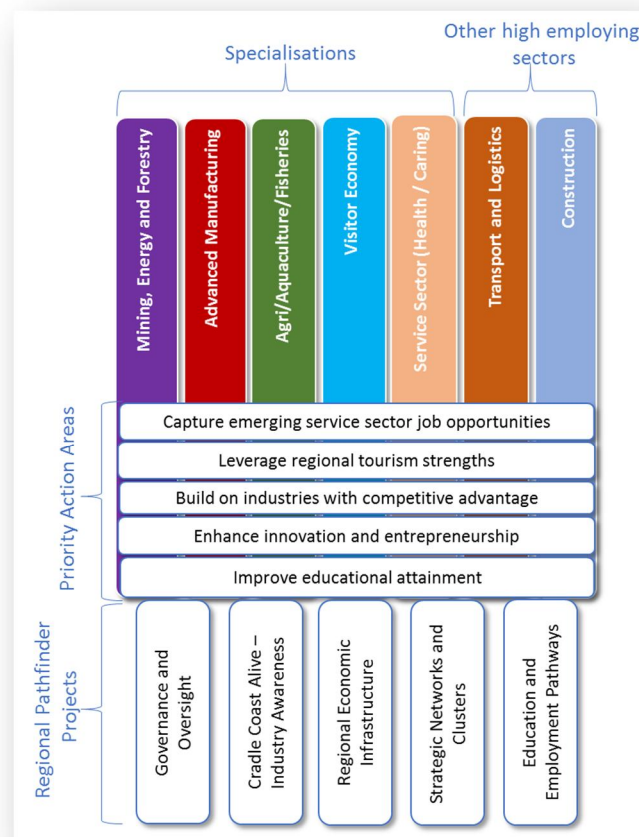 Specialisations
Other high employing
sectors
Mining, Energy and Forestry
Advanced Manufacturing
Agri/Aquaculture/Fisheries
Visitor Economy
Service Sector (Health / Caring)
Transport and Logistics
Construction
Priority Action Areas
Capture emerging service sector job opportunities
Leverage regional tourism strengths
Build on industries with competitive advantage
Enhance innovation and entrepreneurship
Improve educational attainment
Regional Pathfinder
Projects
Governance and
Oversight
Cradle Coast Alive –
Industry Awareness
Regional Economic
Infrastructure
Strategic Networks and
Clusters
Education and
Employment Pathways